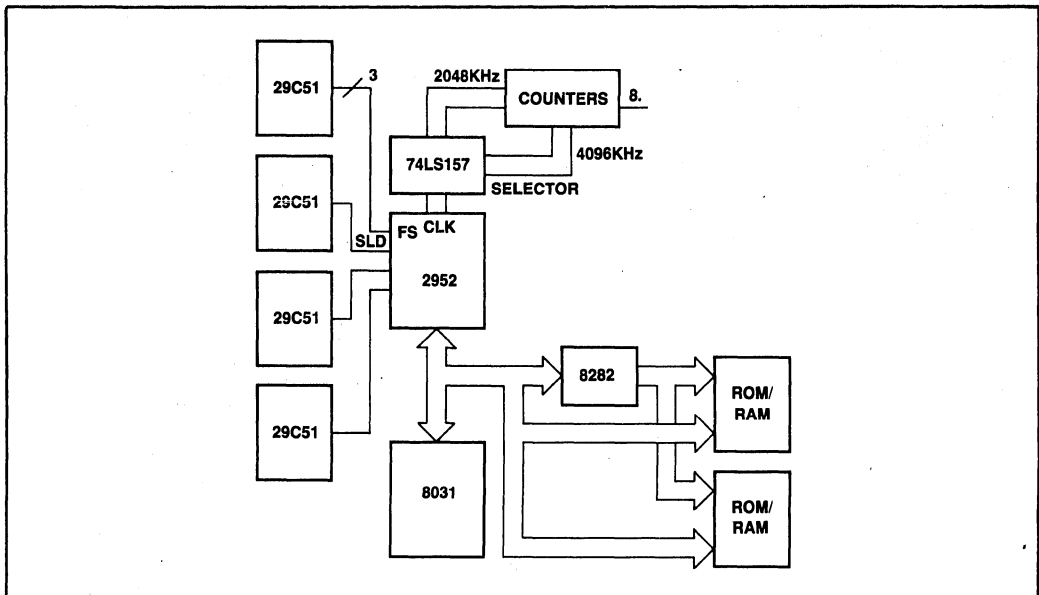 29C51
3
2048KHz
COUNTERS
8.
74LS157
4096KHz
SELECTOR
29C51
SLD
FS
CLK
2952
29C51
8282
ROM/
RAM
29C51
8031
ROM/
RAM